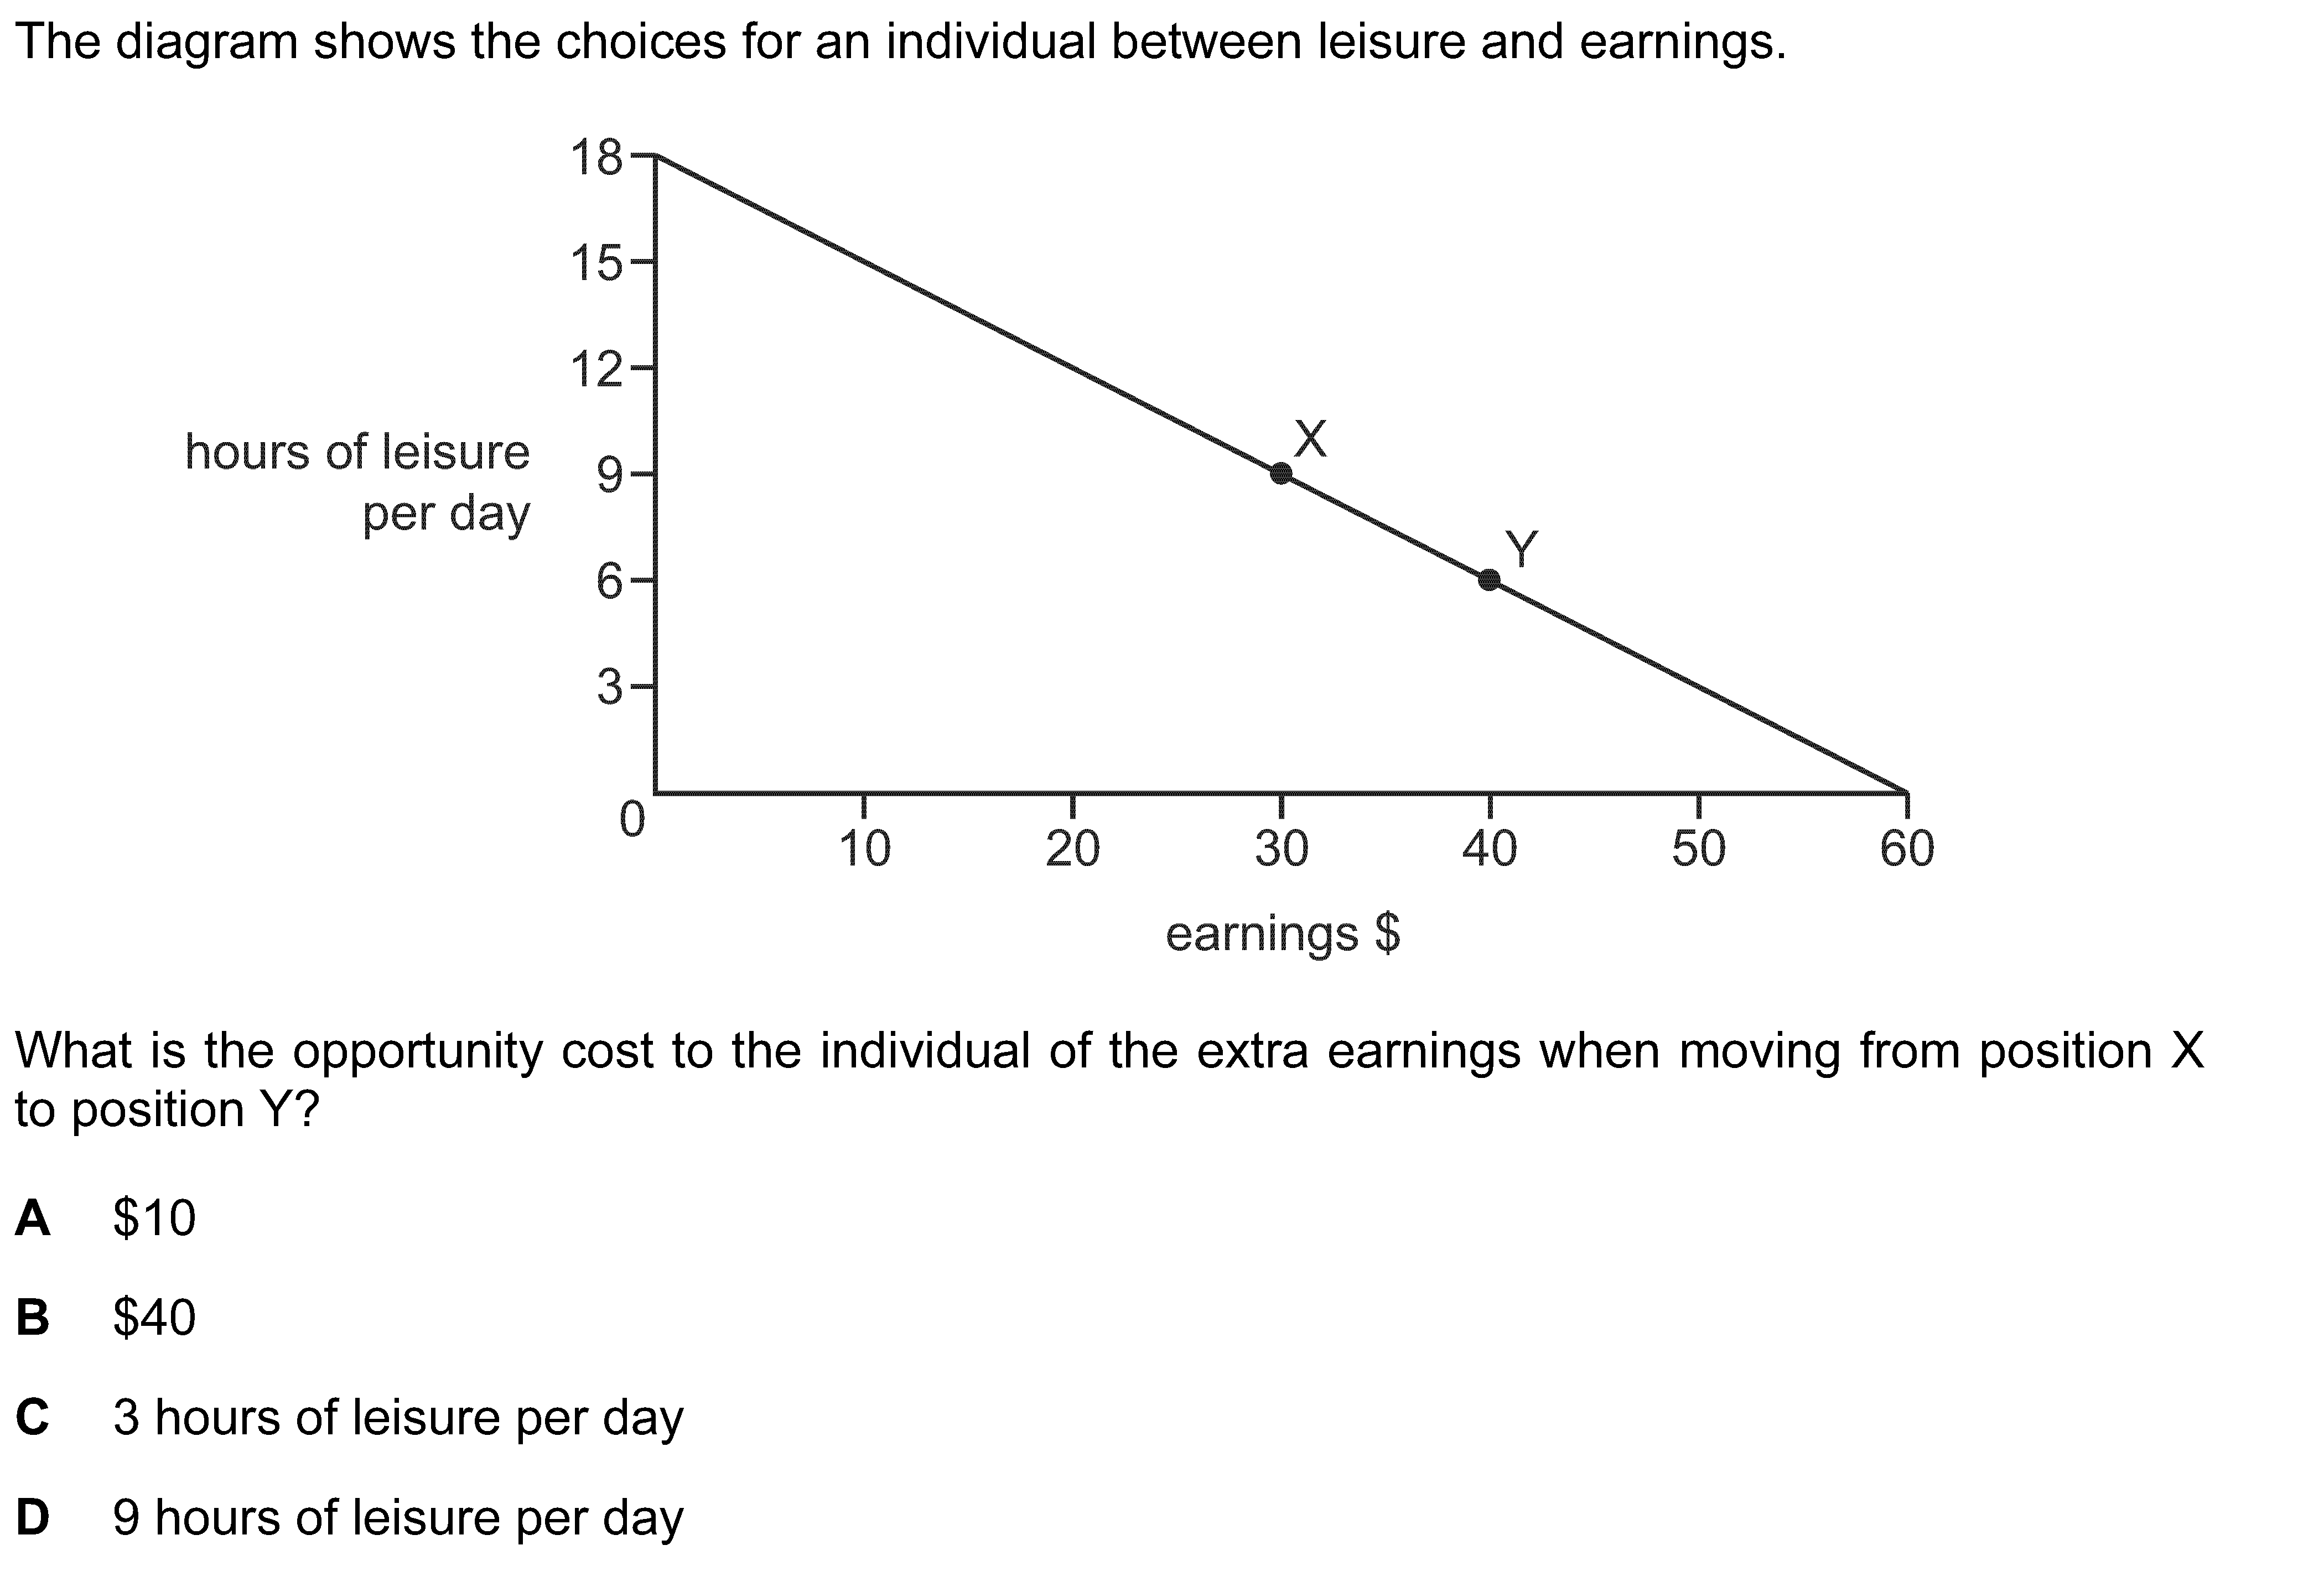 The diagram shows the choices for an individual between leisure and earnings.
18
15
12
hours of leisure
per day
9
6
3
0
X
Y
10 20 30 40 50 60
earnings $
What is the opportunity cost to the individual of the extra earnings when moving from position X
to position Y?
A $10
B $40
C 3 hours of leisure per day
D 9 hours of leisure per day